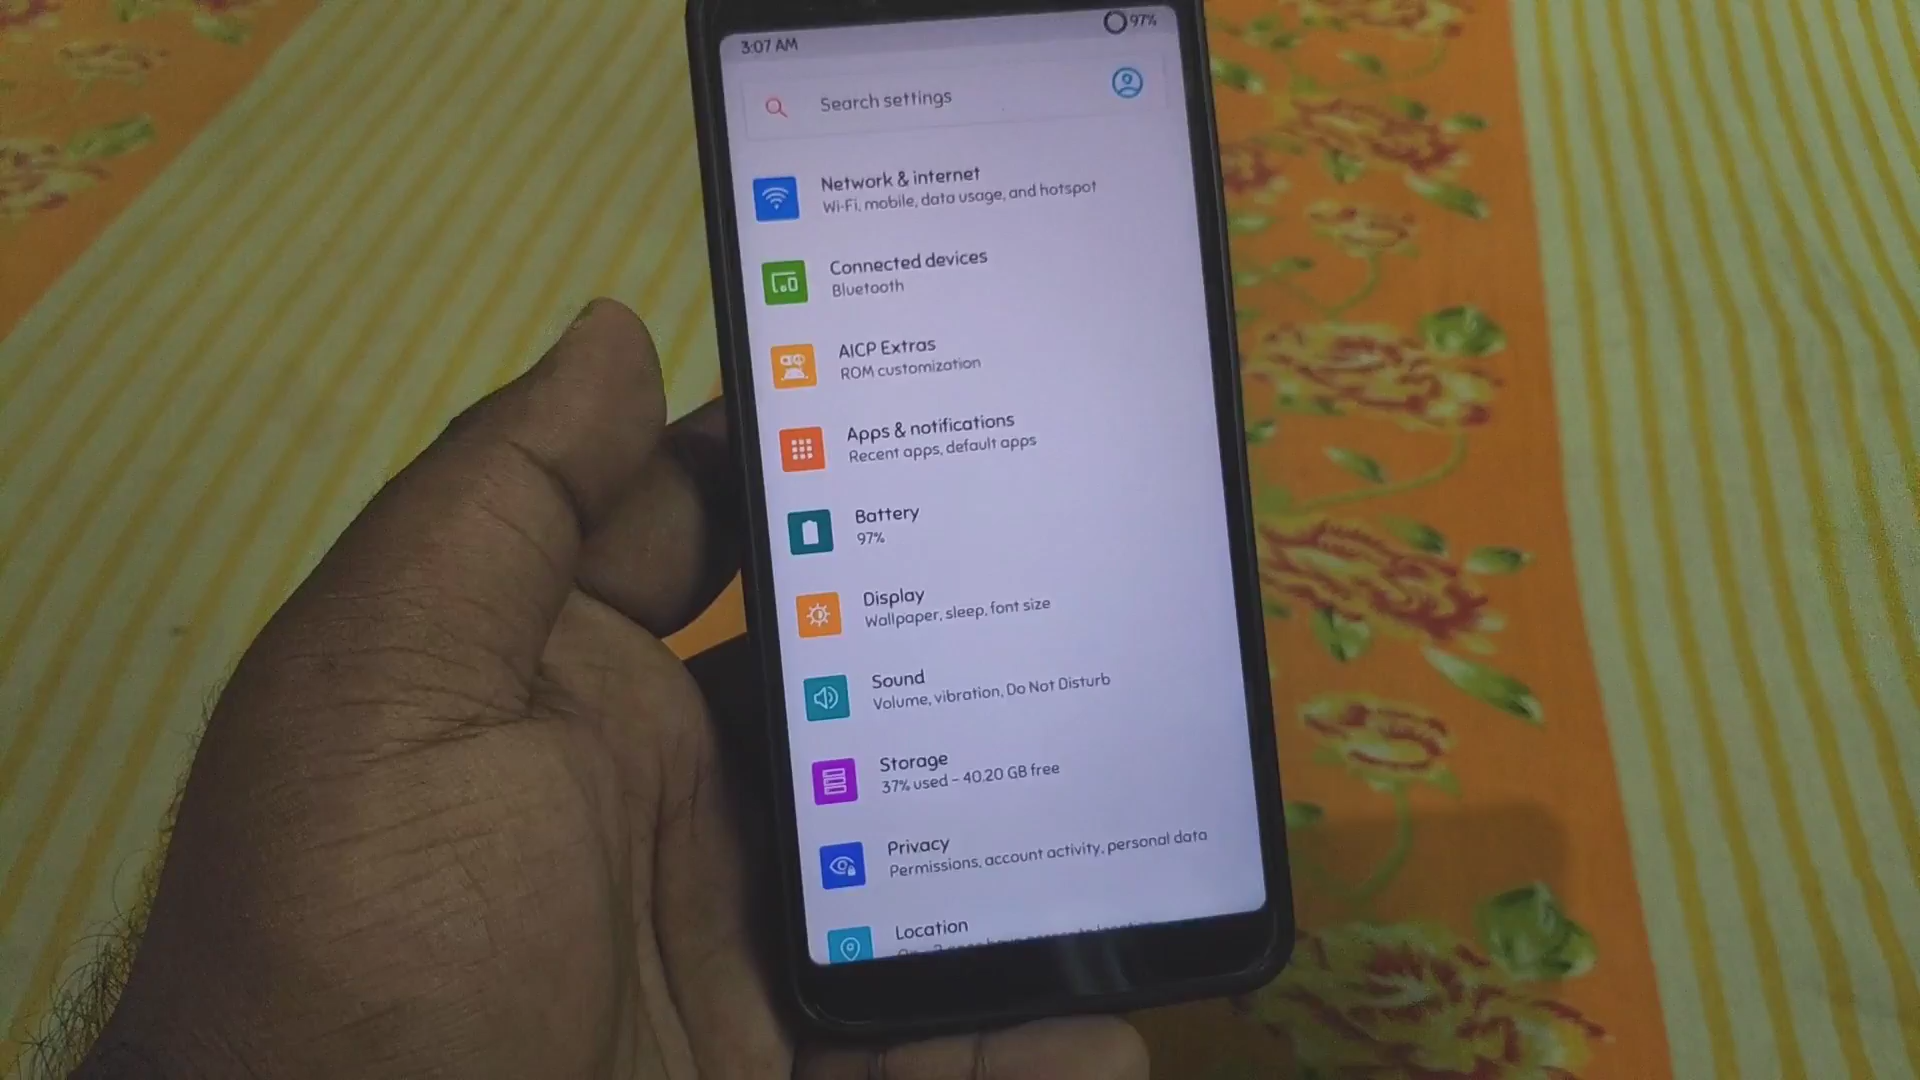 3:07 AM
97%
Search settings
Network & internet
Wi-Fi, mobile, data usage, and hotspot
Connected devices
Bluetooth
AICP Extras
ROM customization
Apps & notifications
Recent apps, default apps
Battery
97%
Display
Wallpaper, sleep, font size
Sound
Volume, vibration, Do Not Disturb
Storage
37% used – 40.20 GB free
Privacy
Permissions, account activity, personal data
Location